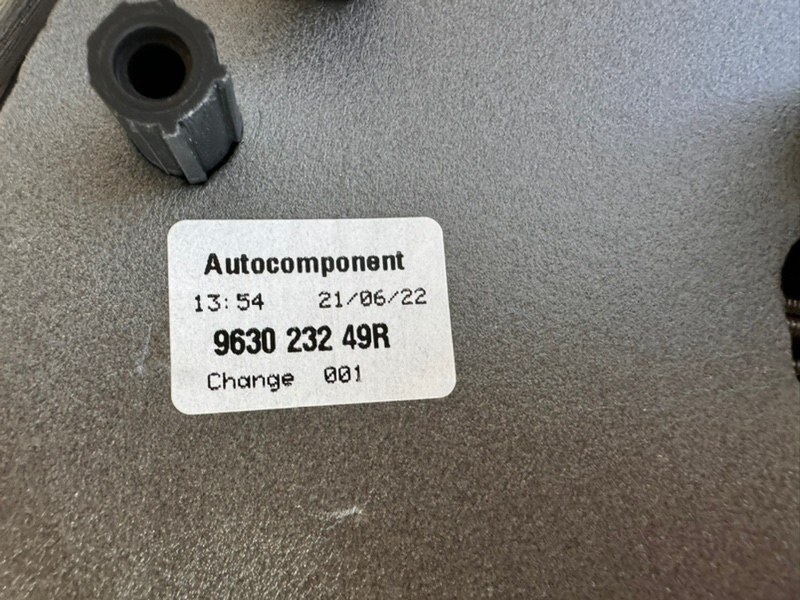 Autocomponent
13:54 21/06/22
9630 232 49R
Change 001